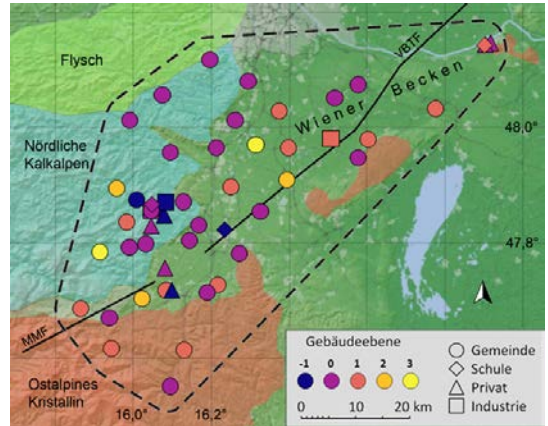 Flysch
VBTF
Wiener Becken
48,0°
Nördliche
Kalkalpen
47,8°
MMF
Ostalpines
Kristallin
16,0°
16,2°
Gebäudeebene
-1 0 1 2 3
0 10 20 km
Gemeinde
Schule
Privat
Industrie